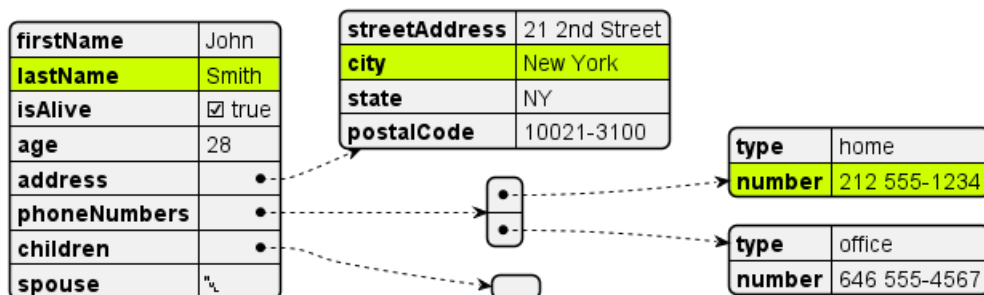 firstName John
lastName Smith
isAlive ☑ true
age 28
address
phoneNumbers
children
spouse
streetAddress 21 2nd Street
city New York
state NY
postalCode 10021-3100
type home
number 212 555-1234
type office
number 646 555-4567